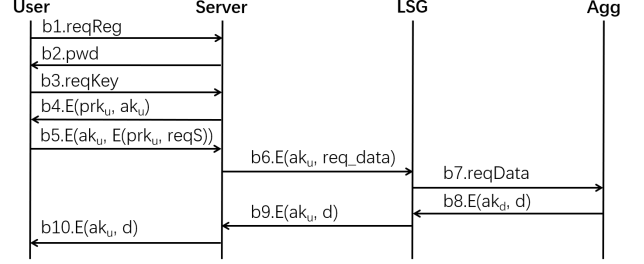 User Server LSG Agg
b1.reqReg
b2.pwd
b3.reqKey
b4.E(prkᵤ, akᵤ)
b5.E(akᵤ, E(prkᵤ, reqS))
b6.E(akᵤ, req_data)
b7.reqData
b8.E(ak_d, d)
b9.E(akᵤ, d)
b10.E(akᵤ, d)